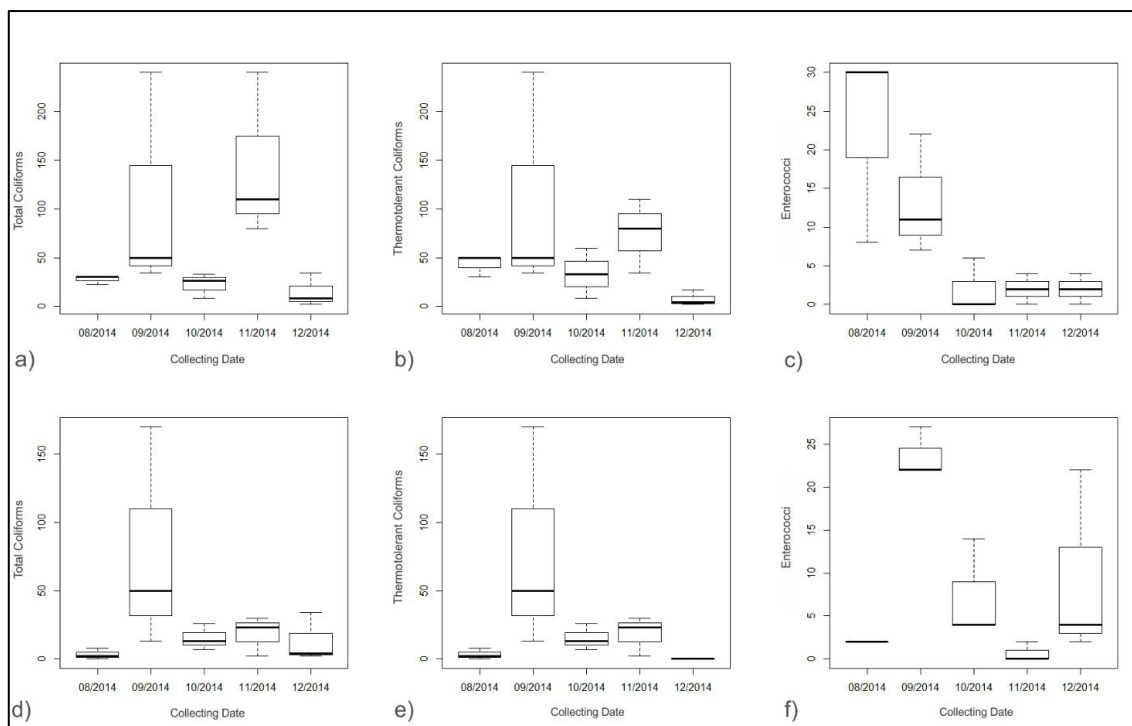 Total Coliforms
0 50 100 150 200
08/2014 09/2014 10/2014 11/2014 12/2014
a) Collecting Date
Thermotolerant Coliforms
0 50 100 150 200
08/2014 09/2014 10/2014 11/2014 12/2014
b) Collecting Date
Enterococci
0 5 10 15 20 25 30
08/2014 09/2014 10/2014 11/2014 12/2014
c) Collecting Date
Total Coliforms
0 50 100 150
08/2014 09/2014 10/2014 11/2014 12/2014
d) Collecting Date
Thermotolerant Coliforms
0 50 100 150
08/2014 09/2014 10/2014 11/2014 12/2014
e) Collecting Date
Enterococci
0 5 10 15 20 25
08/2014 09/2014 10/2014 11/2014 12/2014
f) Collecting Date